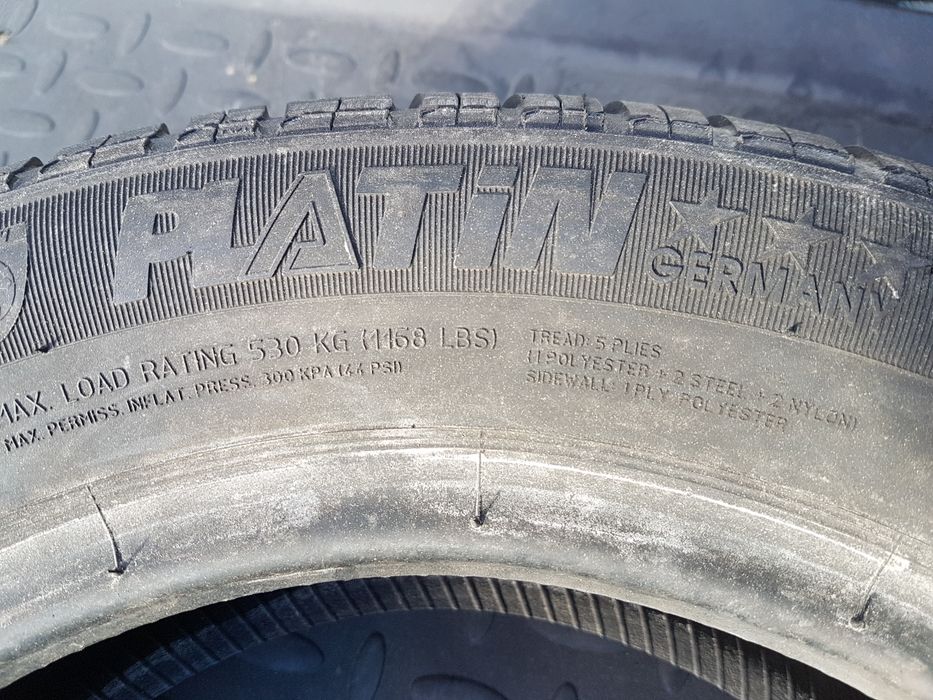 PLATiN
GERMANY
MAX. LOAD RATING 530 KG (1168 LBS)
MAX. PERMISS. INFLAT. PRESS. 300 KPA (44 PSI)
TREAD: 5 PLIES
(1 POLYESTER + 2 STEEL + 2 NYLON)
SIDEWALL: 1 PLY POLYESTER